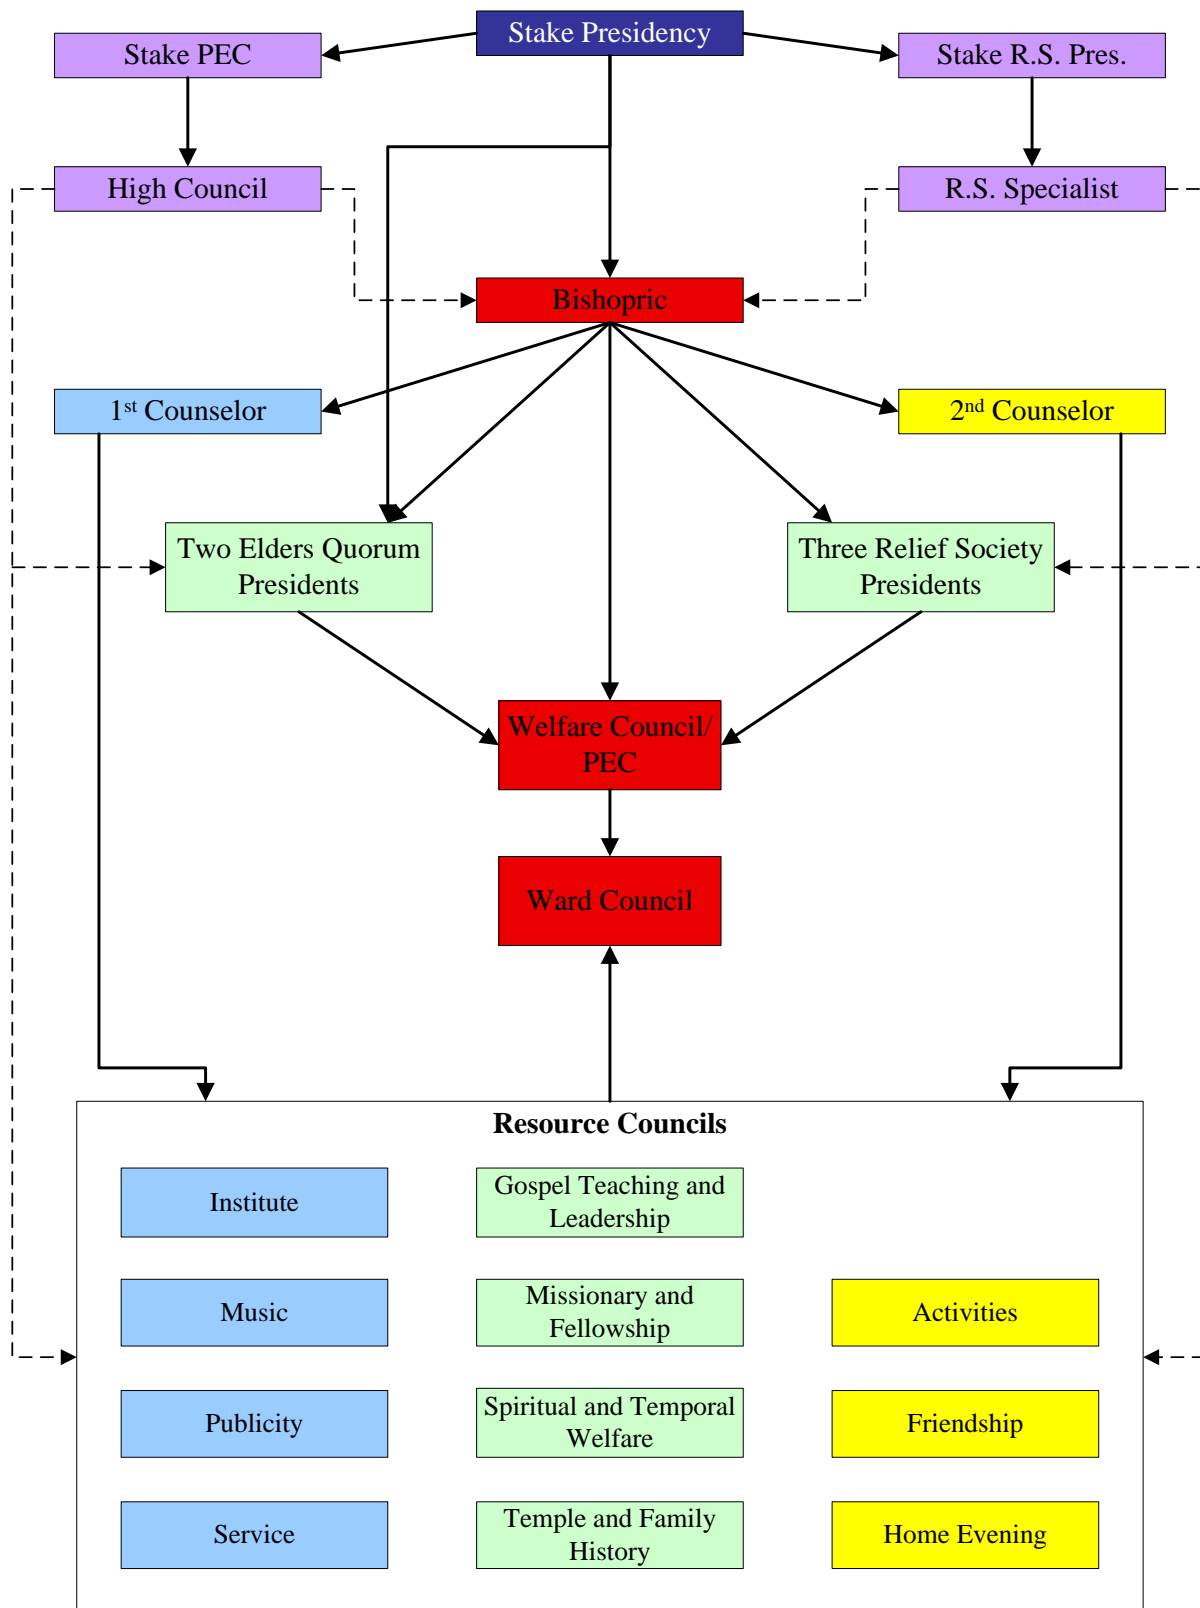 Stake Presidency
Stake PEC
Stake R.S. Pres.
High Council
R.S. Specialist
Bishopric
1st Counselor
2nd Counselor
Two Elders Quorum
Presidents
Three Relief Society
Presidents
Welfare Council/
PEC
Ward Council
Resource Councils
Institute
Gospel Teaching and
Leadership
Music
Missionary and
Fellowship
Activities
Publicity
Spiritual and Temporal
Welfare
Friendship
Service
Temple and Family
History
Home Evening